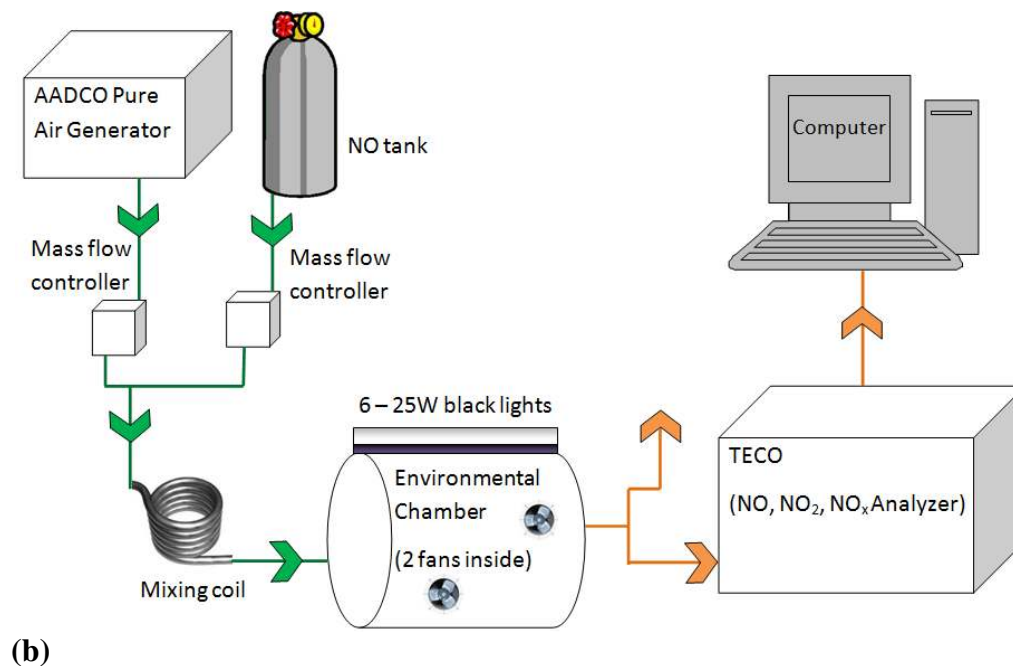 AADCO Pure
Air Generator
NO tank
Mass flow
controller
Mass flow
controller
Mixing coil
6 – 25W black lights
Environmental
Chamber
(2 fans inside)
Computer
TECO
(NO, NO₂, NOₓ Analyzer)
(b)